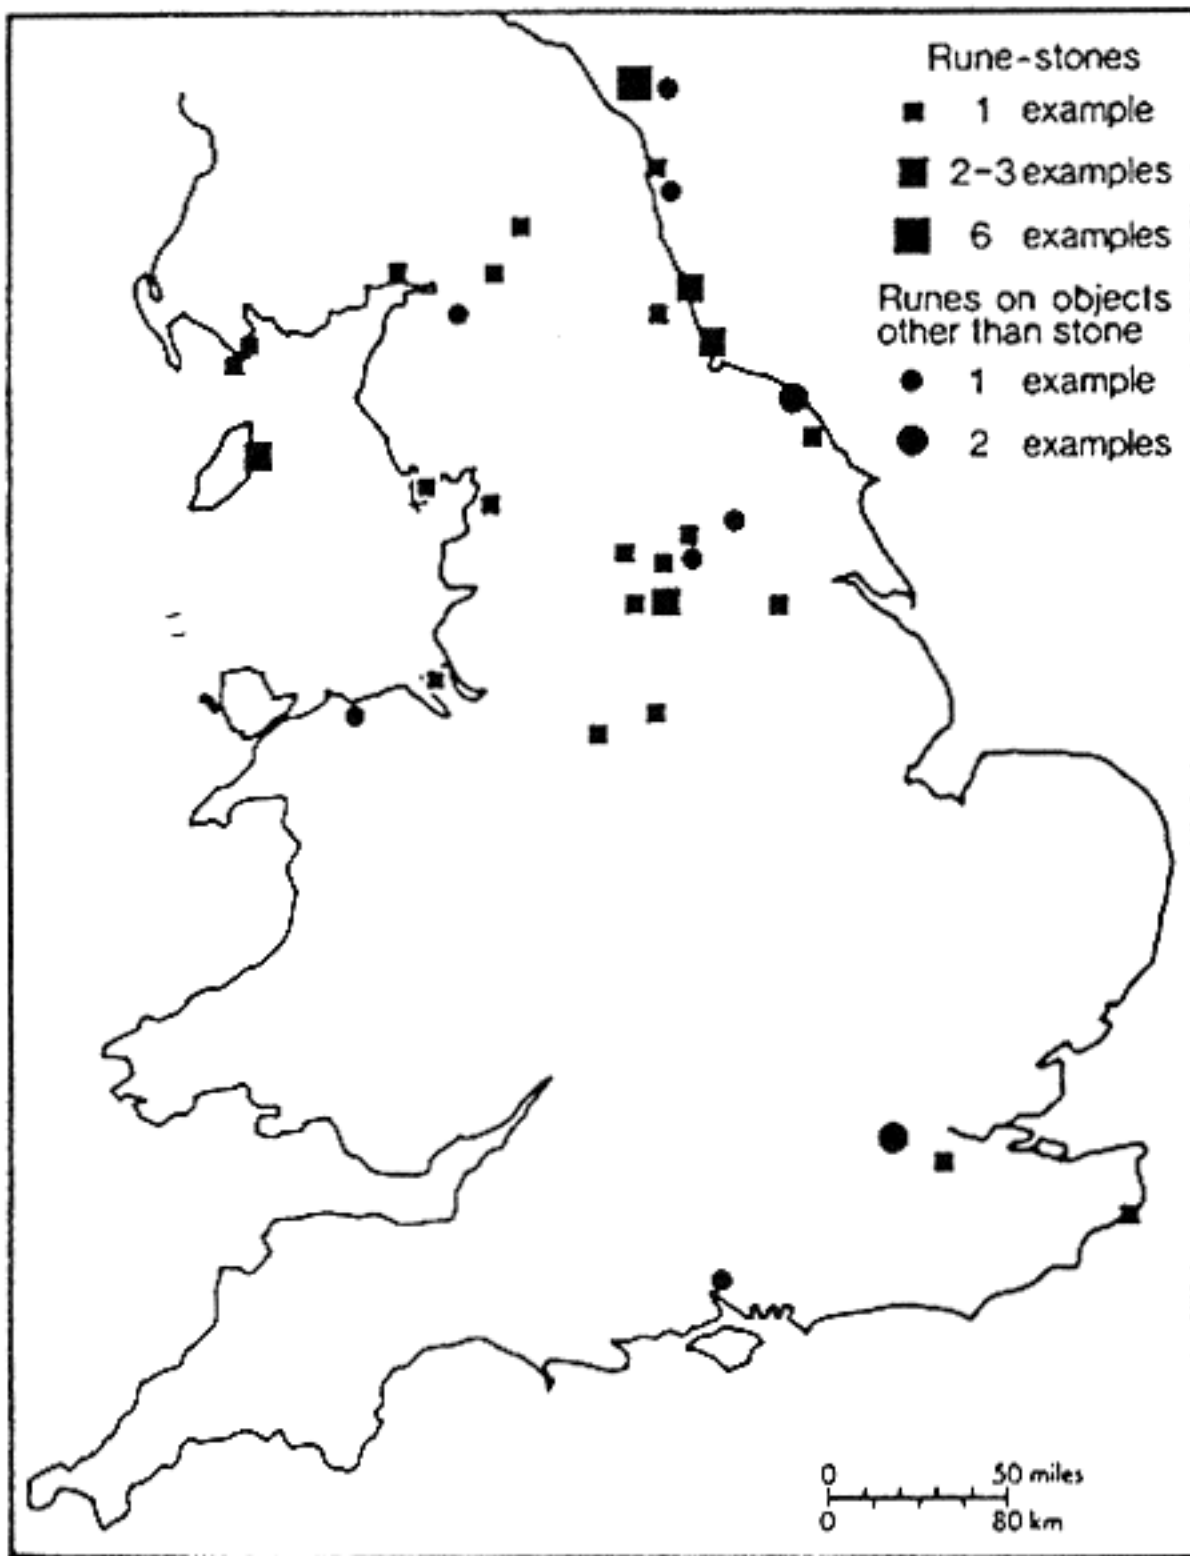 Rune-stones
1 example
2-3 examples
6 examples
Runes on objects
other than stone
1 example
2 examples
0 50 miles
0 80 km